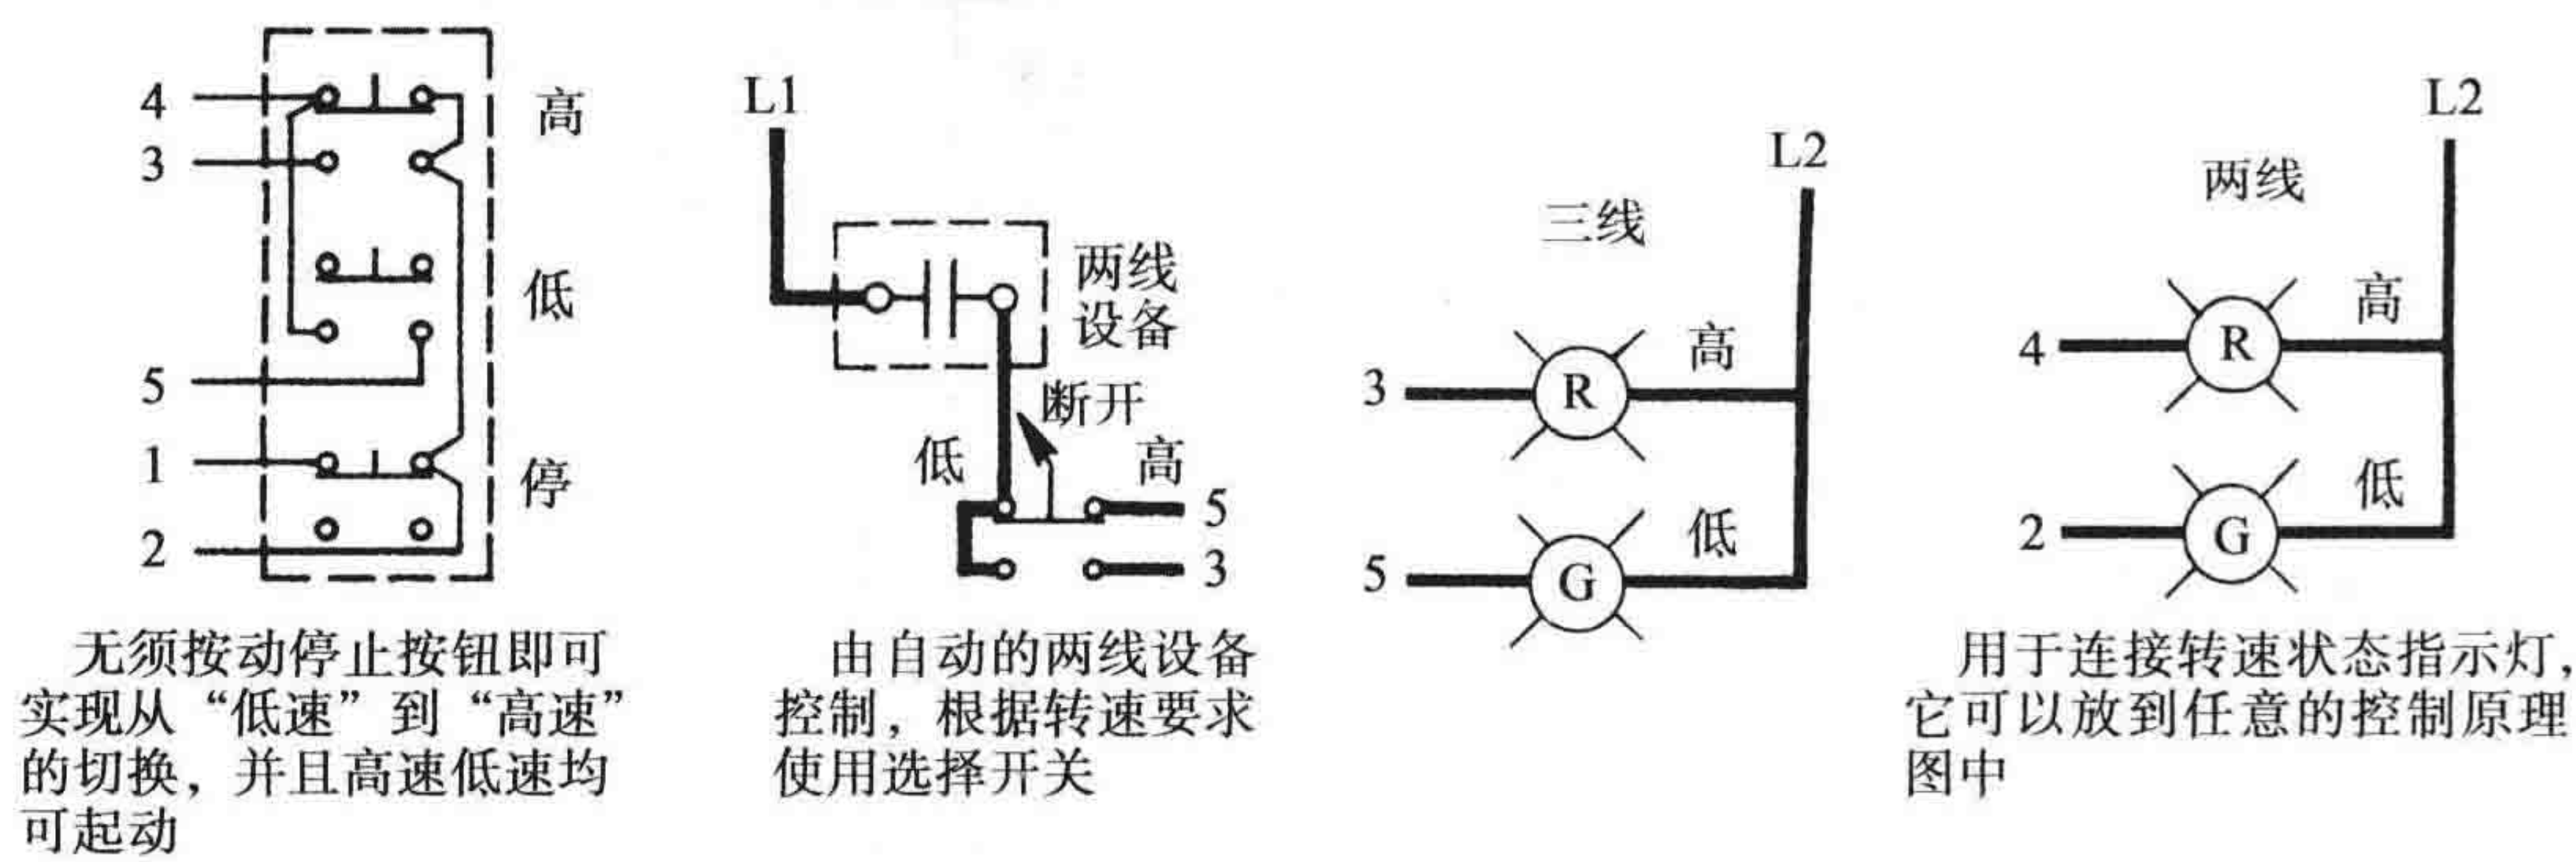 4
高
3
低
5
1
停
2
无须按动停止按钮即可
实现从“低速”到“高速”
的切换，并且高速低速均
可起动
L1
两线
设备
断开
低
高
5
3
由自动的两线设备
控制，根据转速要求
使用选择开关
L2
三线
高
3
R
低
5
G
L2
两线
高
4
R
低
2
G
用于连接转速状态指示灯，
它可以放到任意的控制原理
图中